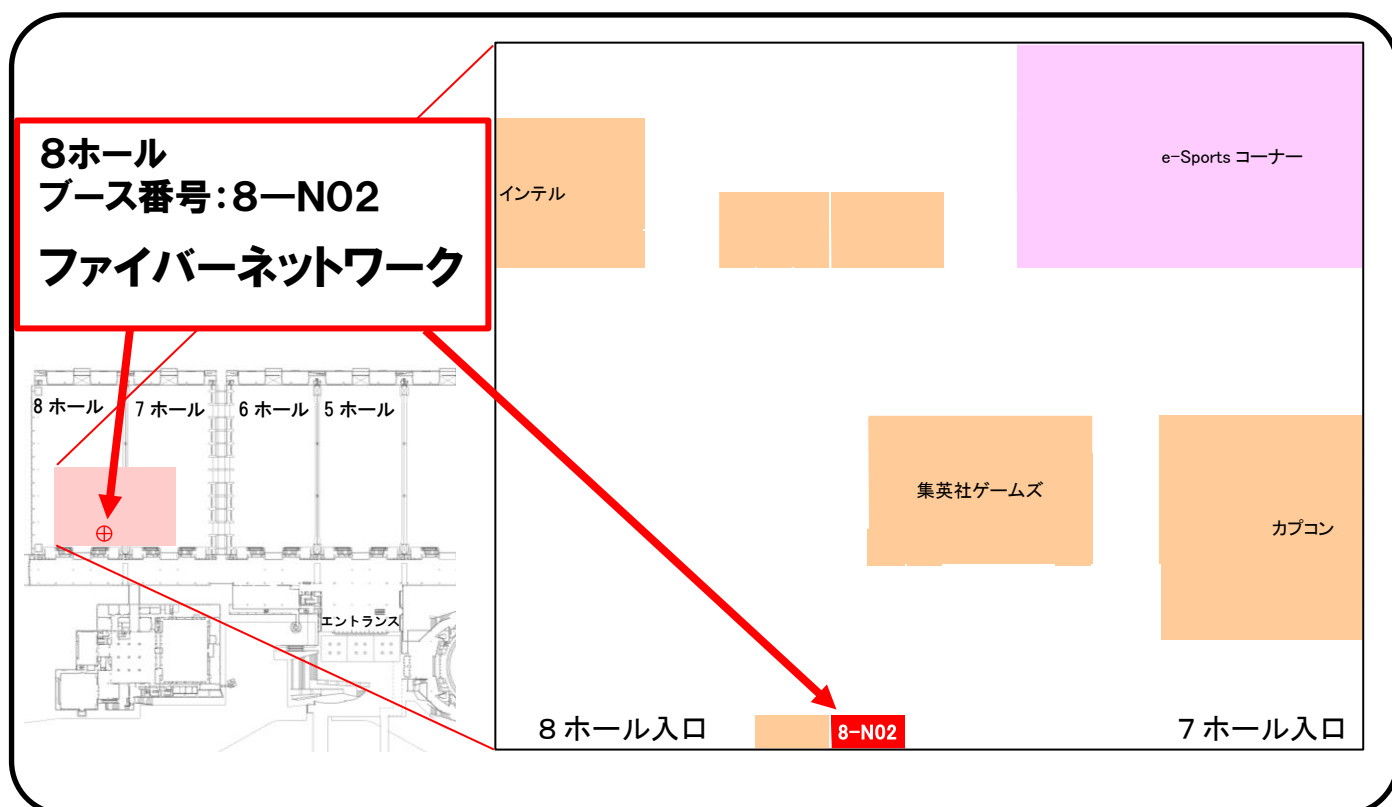 8ホール
ブース番号：8ーN02
ファイバーネットワーク
e-Sports コーナー
インテル
8 ホール
7 ホール
6 ホール
5 ホール
集英社ゲームズ
カプコン
エントランス
8 ホール入口
8-N02
7 ホール入口